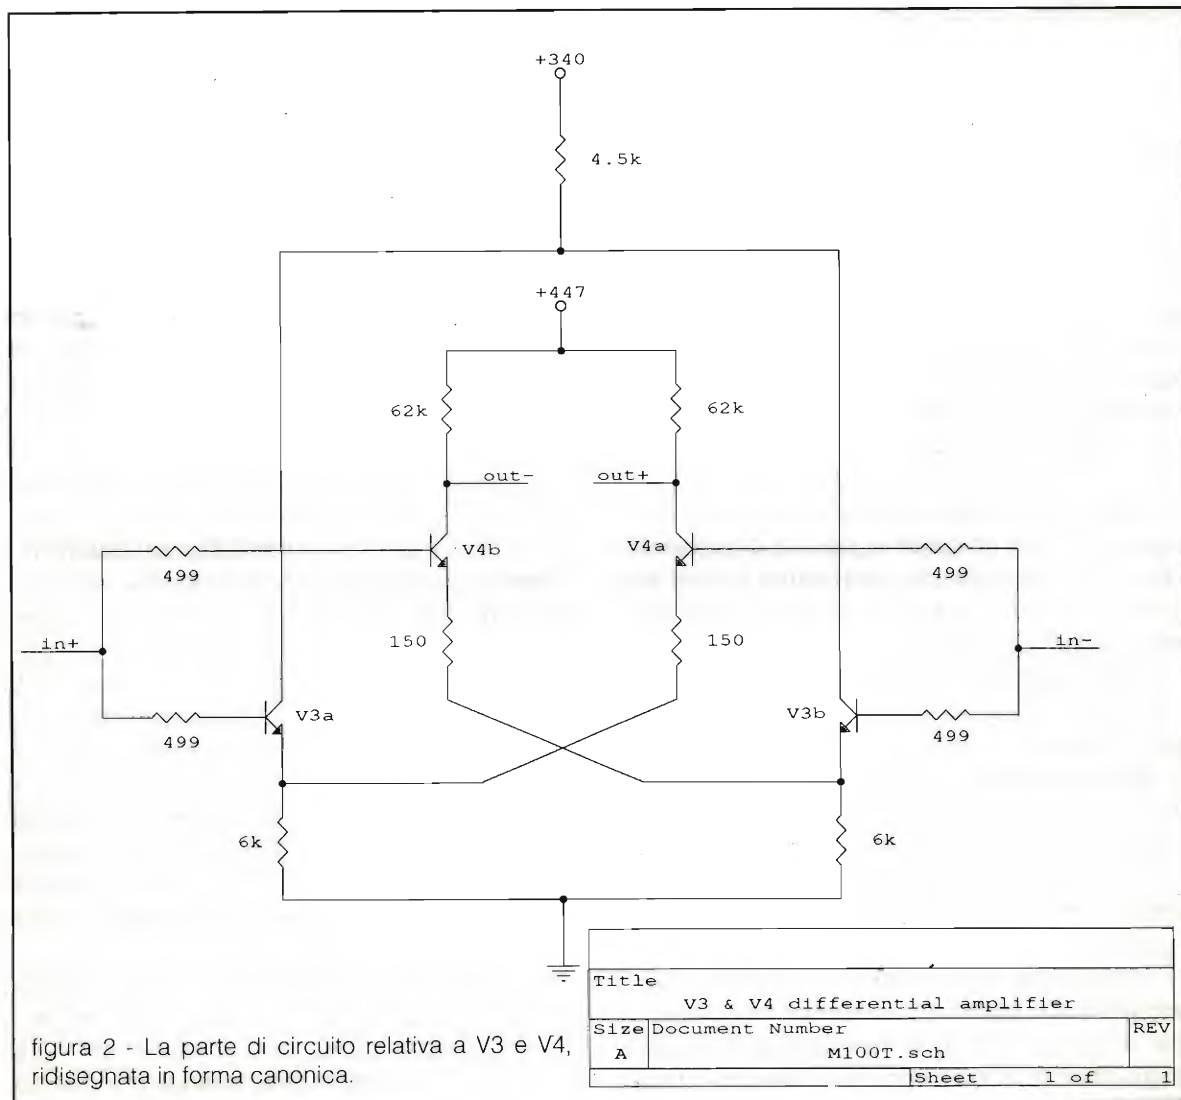 +340
4.5k
+447
62k
62k
out-
out+
V4b
V4a
499
499
150
150
in+
in-
V3a
V3b
499
499
6k
6k
Title
V3 & V4 differential amplifier
Size
Document Number
REV
A
M100T.sch
Sheet 1 of 1
figura 2 - La parte di circuito relativa a V3 e V4,
ridisegnata in forma canonica.